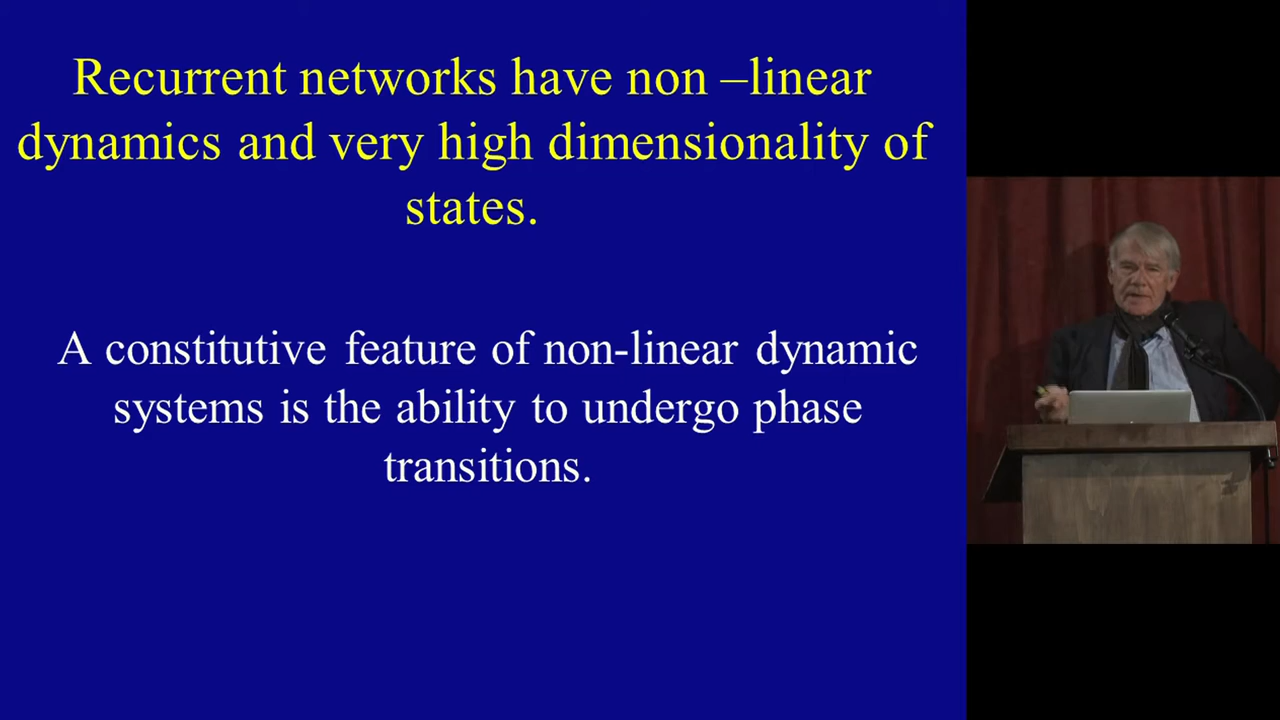 Recurrent networks have non –linear
dynamics and very high dimensionality of
states.
A constitutive feature of non-linear dynamic
systems is the ability to undergo phase
transitions.